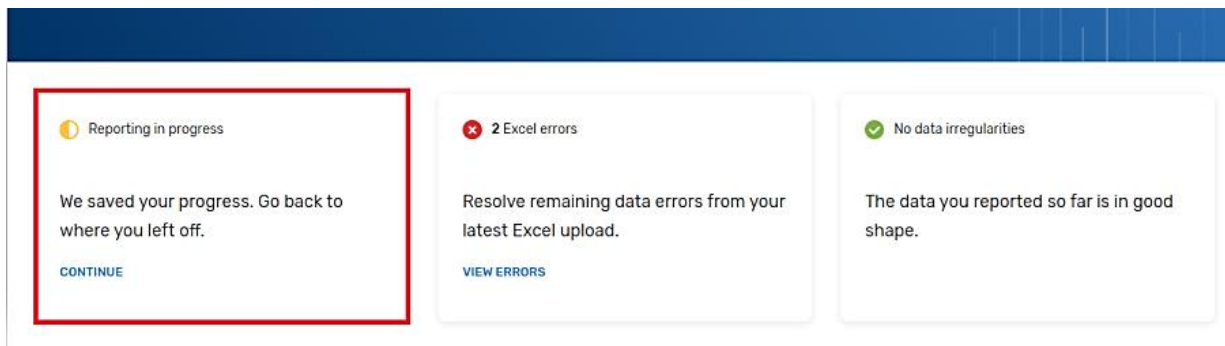 Reporting in progress
We saved your progress. Go back to
where you left off.
CONTINUE
2 Excel errors
Resolve remaining data errors from your
latest Excel upload.
VIEW ERRORS
No data irregularities
The data you reported so far is in good
shape.